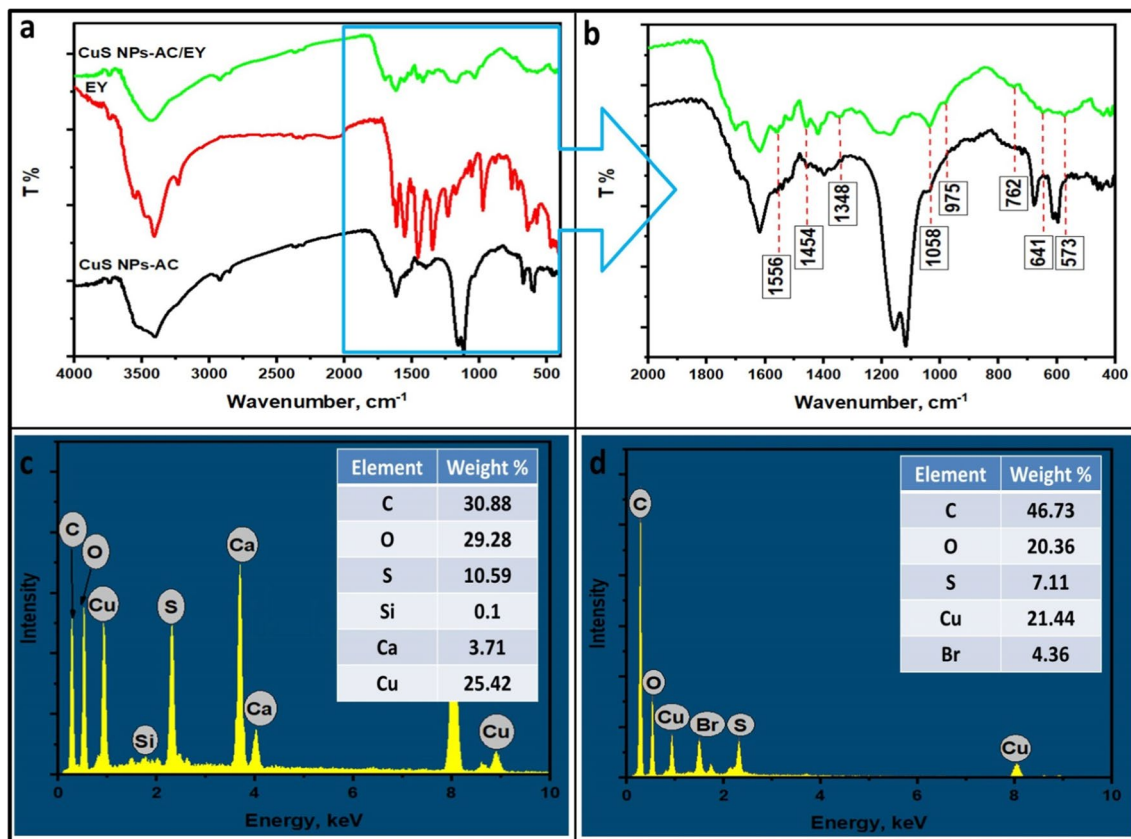 a
CuS NPs-AC/EY
EY
CuS NPs-AC
T %
4000 3500 3000 2500 2000 1500 1000 500
Wavenumber, cm-1
b
T %
1556
1454
1348
1058
975
762
641
573
2000 1800 1600 1400 1200 1000 800 600 400
Wavenumber, cm-1
c
Element Weight %
C 30.88
O 29.28
S 10.59
Si 0.1
Ca 3.71
Cu 25.42
C
O
Cu
Si
S
Ca
Ca
Cu
Intensity
0 2 4 6 8 10
Energy, keV
d
Element Weight %
C 46.73
O 20.36
S 7.11
Cu 21.44
Br 4.36
C
O
Cu
Br
S
Cu
Intensity
0 2 4 6 8 10
Energy, keV